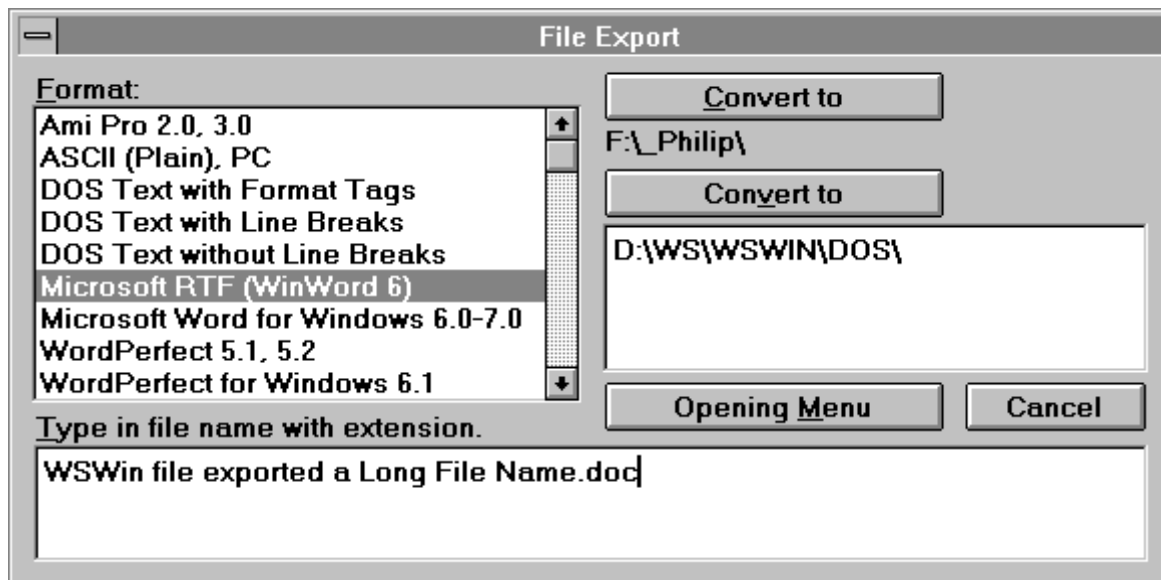 File Export
Format:
Ami Pro 2.0, 3.0
ASCII (Plain), PC
DOS Text with Format Tags
DOS Text with Line Breaks
DOS Text without Line Breaks
Microsoft RTF (WinWord 6)
Microsoft Word for Windows 6.0-7.0
WordPerfect 5.1, 5.2
WordPerfect for Windows 6.1
Convert to
F:\_Philip\
Convert to
D:\WS\WSWIN\DOS\
Opening Menu
Cancel
Type in file name with extension.
WSWin file exported a Long File Name.doc